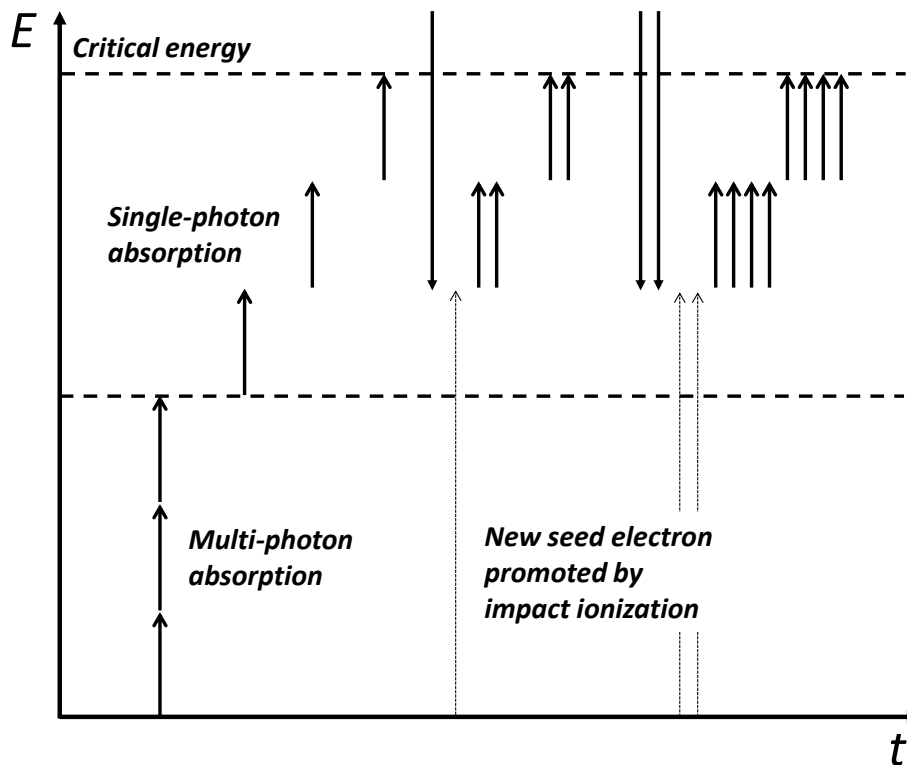 E
Critical energy
Single-photon
absorption
Multi-photon
absorption
New seed electron
promoted by
impact ionization
t